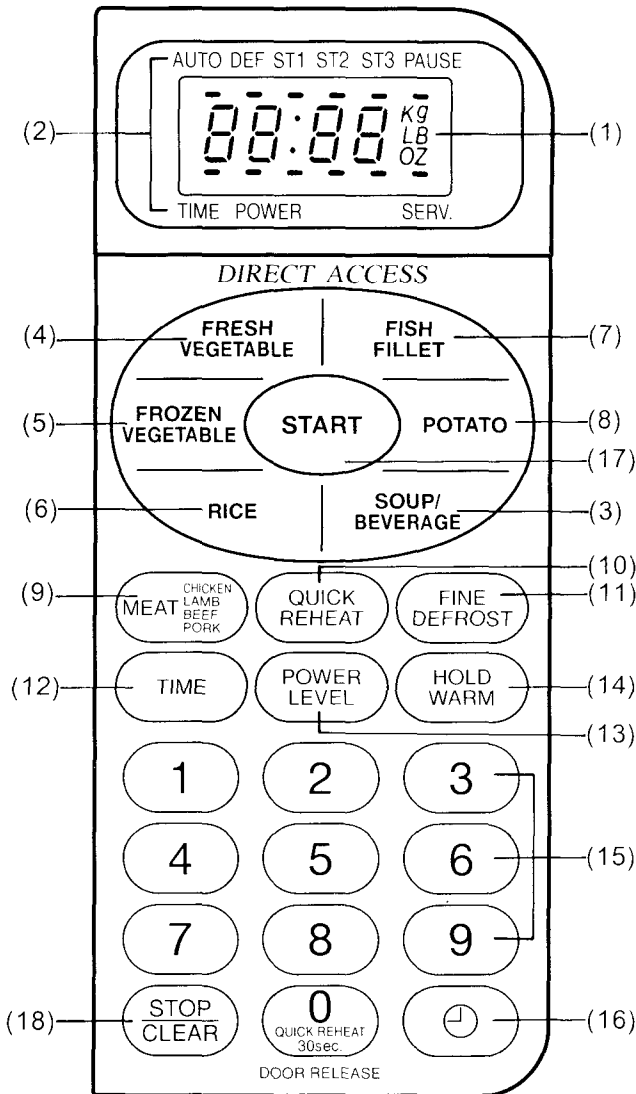 AUTO DEF ST1 ST2 ST3 PAUSE
(2) 88:88 Kg LB OZ (1)
TIME POWER SERV.
DIRECT ACCESS
(4) FRESH VEGETABLE
FISH FILLET (7)
(5) FROZEN VEGETABLE
START
POTATO (8)
(17)
(6) RICE
SOUP/ BEVERAGE (3)
(10)
(9) MEAT CHICKEN LAMB BEEF PORK
QUICK REHEAT
FINE DEFROST (11)
(12) TIME
POWER LEVEL
HOLD WARM (14)
(13)
1 2 3
4 5 6 (15)
7 8 9
(18) STOP CLEAR
0 QUICK REHEAT 30sec.
(16)
DOOR RELEASE